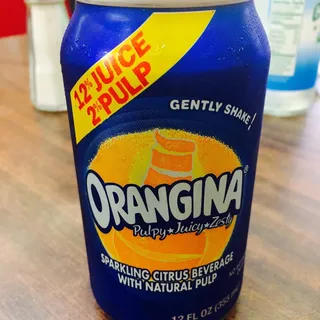 12% JUICE
2% PULP
GENTLY SHAKE!
ORANGINA®
Pulpy★Juicy★Zesty
SPARKLING CITRUS BEVERAGE
WITH NATURAL PULP
12 FL OZ (355